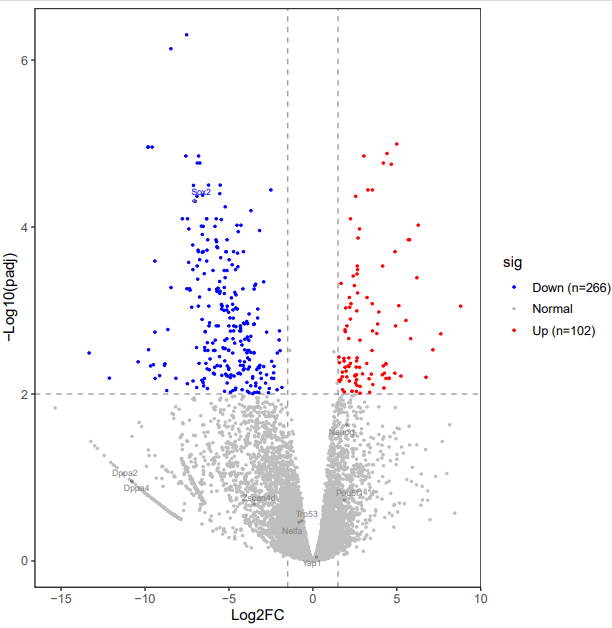 6
4
2
0
−Log10(padj)
−15
−10
−5
0
5
10
Log2FC
Sox2
Nanog
Dppa2
Dppa4
Zscan4d
Pou5f1
Trp53
Nelfa
Yap1
sig
Down (n=266)
Normal
Up (n=102)